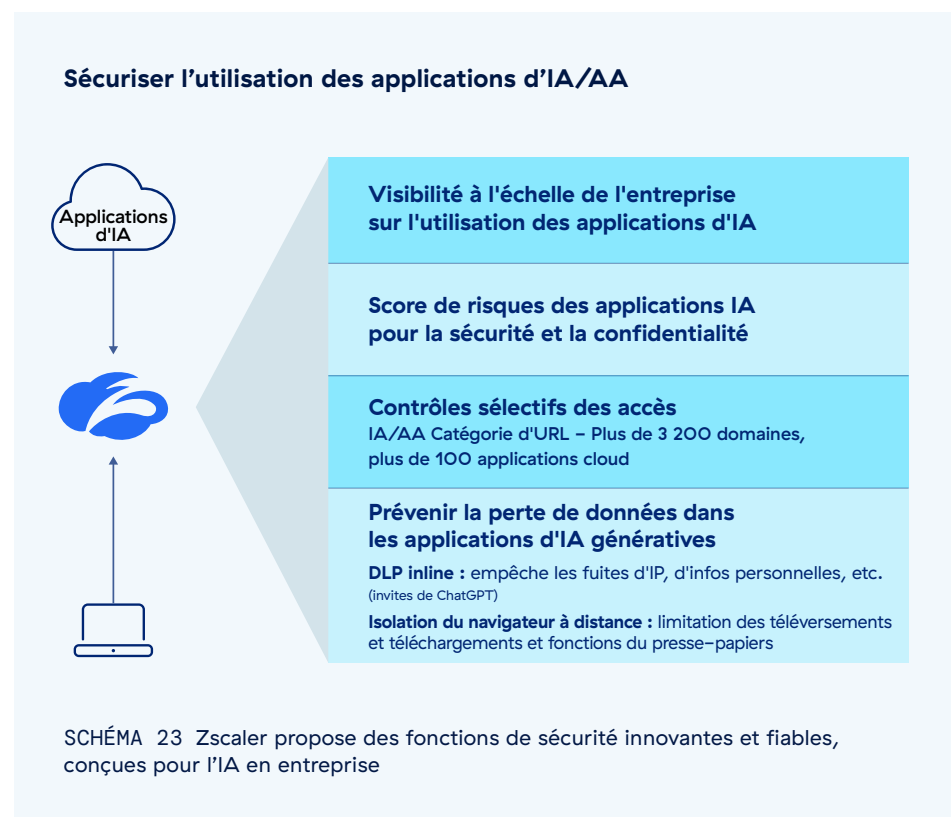 Sécuriser l’utilisation des applications d’IA/AA
Applications
d'IA
Visibilité à l'échelle de l'entreprise
sur l'utilisation des applications d'IA
Score de risques des applications IA
pour la sécurité et la confidentialité
Contrôles sélectifs des accès
IA/AA Catégorie d'URL – Plus de 3 200 domaines,
plus de 100 applications cloud
Prévenir la perte de données dans
les applications d'IA génératives
DLP inline : empêche les fuites d'IP, d'infos personnelles, etc.
(invites de ChatGPT)
Isolation du navigateur à distance : limitation des téléversements
et téléchargements et fonctions du presse-papiers
SCHÉMA 23 Zscaler propose des fonctions de sécurité innovantes et fiables,
conçues pour l’IA en entreprise